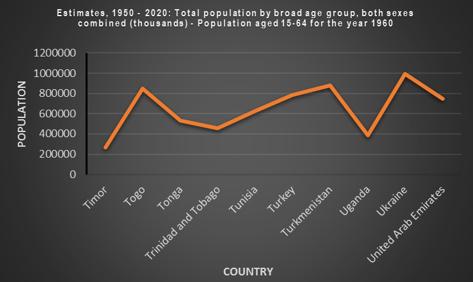 Estimates, 1950 - 2020: Total population by broad age group, both sexes
combined (thousands) - Population aged 15-64 for the year 1960
POPULATION
1200000
1000000
800000
600000
400000
200000
0
Timor
Togo
Tonga
Trinidad and Tobago
Tunisia
Turkey
Turkmenistan
Uganda
Ukraine
United Arab Emirates
COUNTRY